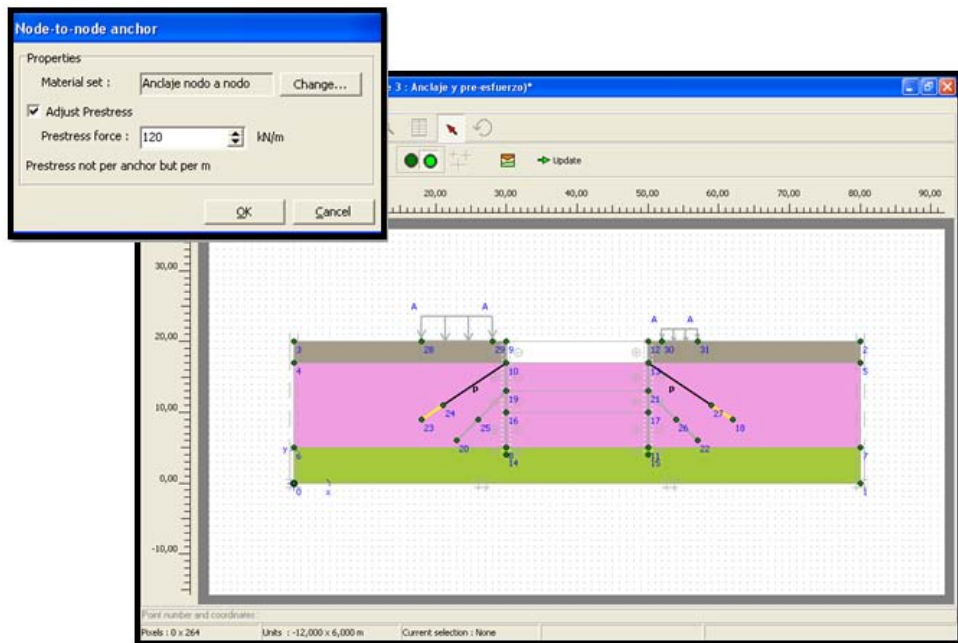 Node-to-node anchor
Properties
Material set : Anclaje nodo a nodo Change...
Adjust Prestress
Prestress force : 120 kN/m
Prestress not per anchor but per m
OK Cancel
e 3 : Anclaje y pre-esfuerzo)*
Update
20,00 30,00 40,00 50,00 60,00 70,00 80,00 90,00
30,00
A A
A A
20,00
3 28 29 9 12 30 31 2
4 10 13 5
p p
19 21
24 27
23 25 16 17 26 18
10,00
20 22
y 6 8 11 7
14 15
0,00
0 x 1
-10,00
Point number and coordinates
Pixels : 0 x 264 Units : -12,000 x 6,000 m Current selection : None